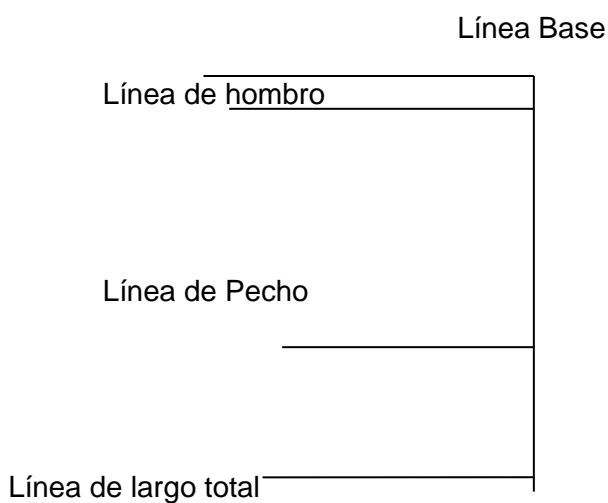 Línea Base
Línea de hombro
Línea de Pecho
Línea de largo total